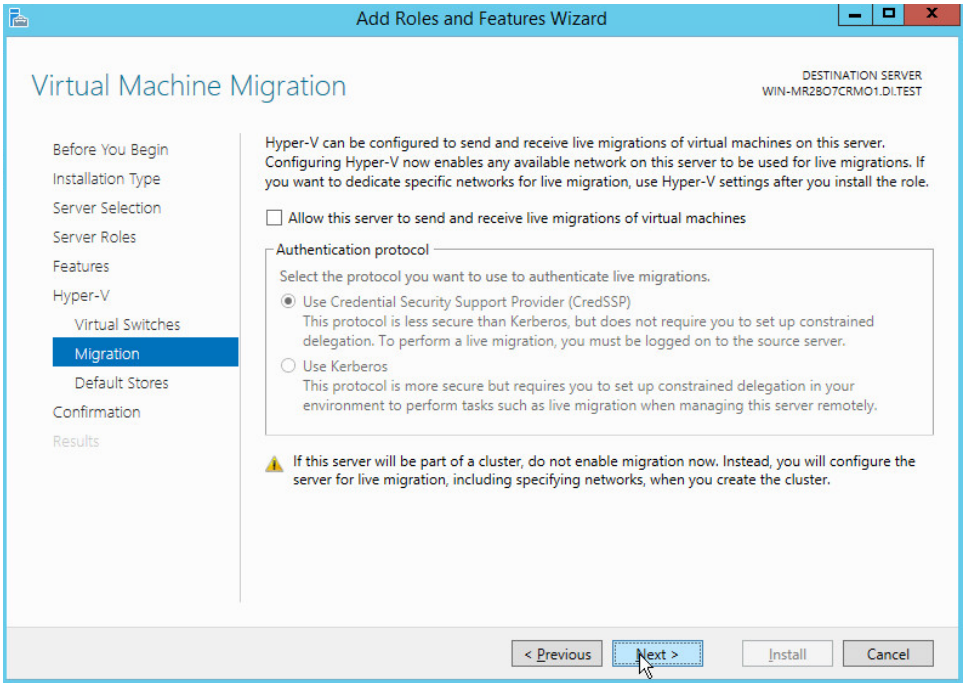 Add Roles and Features Wizard
Virtual Machine Migration
DESTINATION SERVER
WIN-MR2BO7CRMO1.DI.TEST
Before You Begin
Installation Type
Server Selection
Server Roles
Features
Hyper-V
Virtual Switches
Migration
Default Stores
Confirmation
Results
Hyper-V can be configured to send and receive live migrations of virtual machines on this server.
Configuring Hyper-V now enables any available network on this server to be used for live migrations. If
you want to dedicate specific networks for live migration, use Hyper-V settings after you install the role.
Allow this server to send and receive live migrations of virtual machines
Authentication protocol
Select the protocol you want to use to authenticate live migrations.
Use Credential Security Support Provider (CredSSP)
This protocol is less secure than Kerberos, but does not require you to set up constrained
delegation. To perform a live migration, you must be logged on to the source server.
Use Kerberos
This protocol is more secure but requires you to set up constrained delegation in your
environment to perform tasks such as live migration when managing this server remotely.
If this server will be part of a cluster, do not enable migration now. Instead, you will configure the
server for live migration, including specifying networks, when you create the cluster.
< Previous
Next >
Install
Cancel